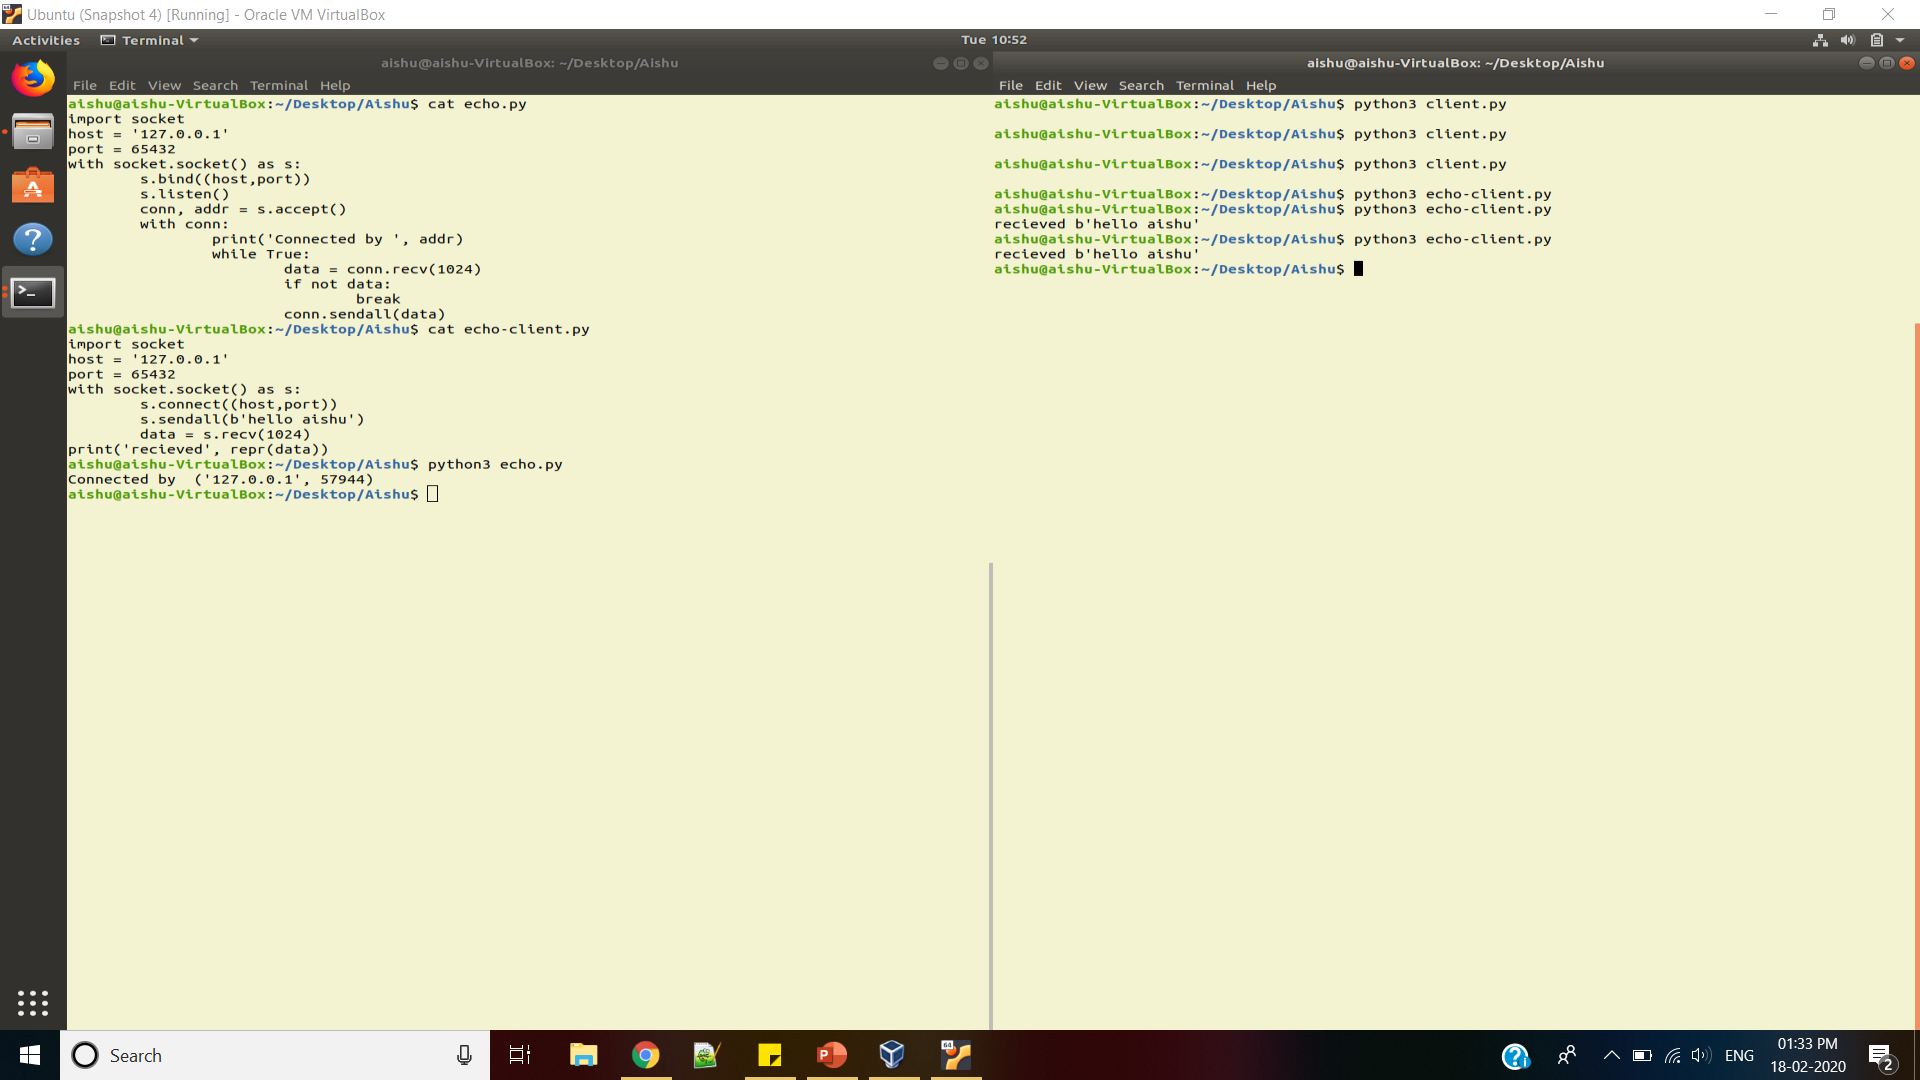 Ubuntu (Snapshot 4) [Running] - Oracle VM VirtualBox
Activities Terminal Tue 10:52
aishu@aishu-VirtualBox: ~/Desktop/Aishu
File Edit View Search Terminal Help
aishu@aishu-VirtualBox:~/Desktop/Aishu$ cat echo.py
import socket
host = '127.0.0.1'
port = 65432
with socket.socket() as s:
        s.bind((host,port))
        s.listen()
        conn, addr = s.accept()
        with conn:
                print('Connected by ', addr)
                while True:
                        data = conn.recv(1024)
                        if not data:
                                break
                        conn.sendall(data)
aishu@aishu-VirtualBox:~/Desktop/Aishu$ cat echo-client.py
import socket
host = '127.0.0.1'
port = 65432
with socket.socket() as s:
        s.connect((host,port))
        s.sendall(b'hello aishu')
        data = s.recv(1024)
print('recieved', repr(data))
aishu@aishu-VirtualBox:~/Desktop/Aishu$ python3 echo.py
Connected by  ('127.0.0.1', 57944)
aishu@aishu-VirtualBox:~/Desktop/Aishu$
aishu@aishu-VirtualBox: ~/Desktop/Aishu
File Edit View Search Terminal Help
aishu@aishu-VirtualBox:~/Desktop/Aishu$ python3 client.py
aishu@aishu-VirtualBox:~/Desktop/Aishu$ python3 client.py
aishu@aishu-VirtualBox:~/Desktop/Aishu$ python3 client.py
aishu@aishu-VirtualBox:~/Desktop/Aishu$ python3 echo-client.py
aishu@aishu-VirtualBox:~/Desktop/Aishu$ python3 echo-client.py
recieved b'hello aishu'
aishu@aishu-VirtualBox:~/Desktop/Aishu$ python3 echo-client.py
recieved b'hello aishu'
aishu@aishu-VirtualBox:~/Desktop/Aishu$
Search
64
ENG
01:33 PM
18-02-2020
2